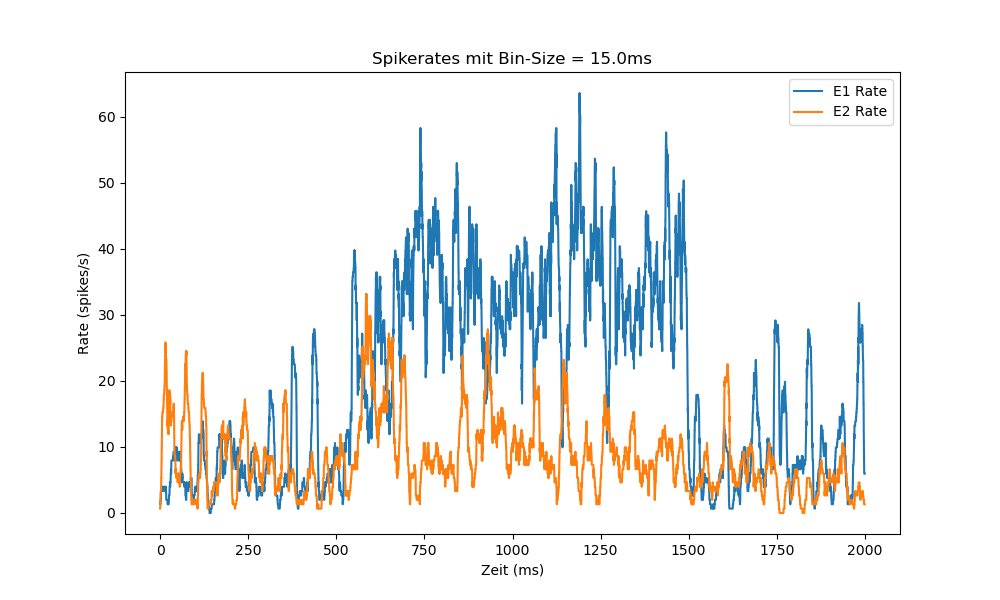 Spikerates mit Bin-Size = 15.0ms
E1 Rate
E2 Rate
60
50
40
30
20
10
0
Rate (spikes/s)
0 250 500 750 1000 1250 1500 1750 2000
Zeit (ms)